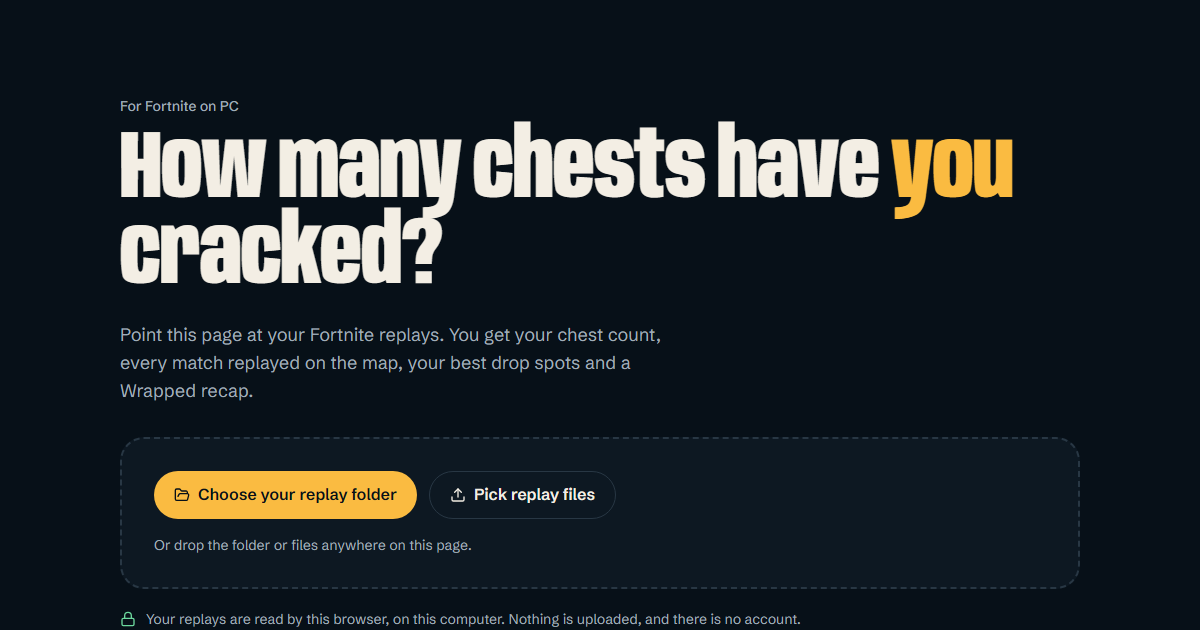 For Fortnite on PC
How many chests have you
cracked?
Point this page at your Fortnite replays. You get your chest count,
every match replayed on the map, your best drop spots and a
Wrapped recap.
Choose your replay folder
Pick replay files
Or drop the folder or files anywhere on this page.
Your replays are read by this browser, on this computer. Nothing is uploaded, and there is no account.